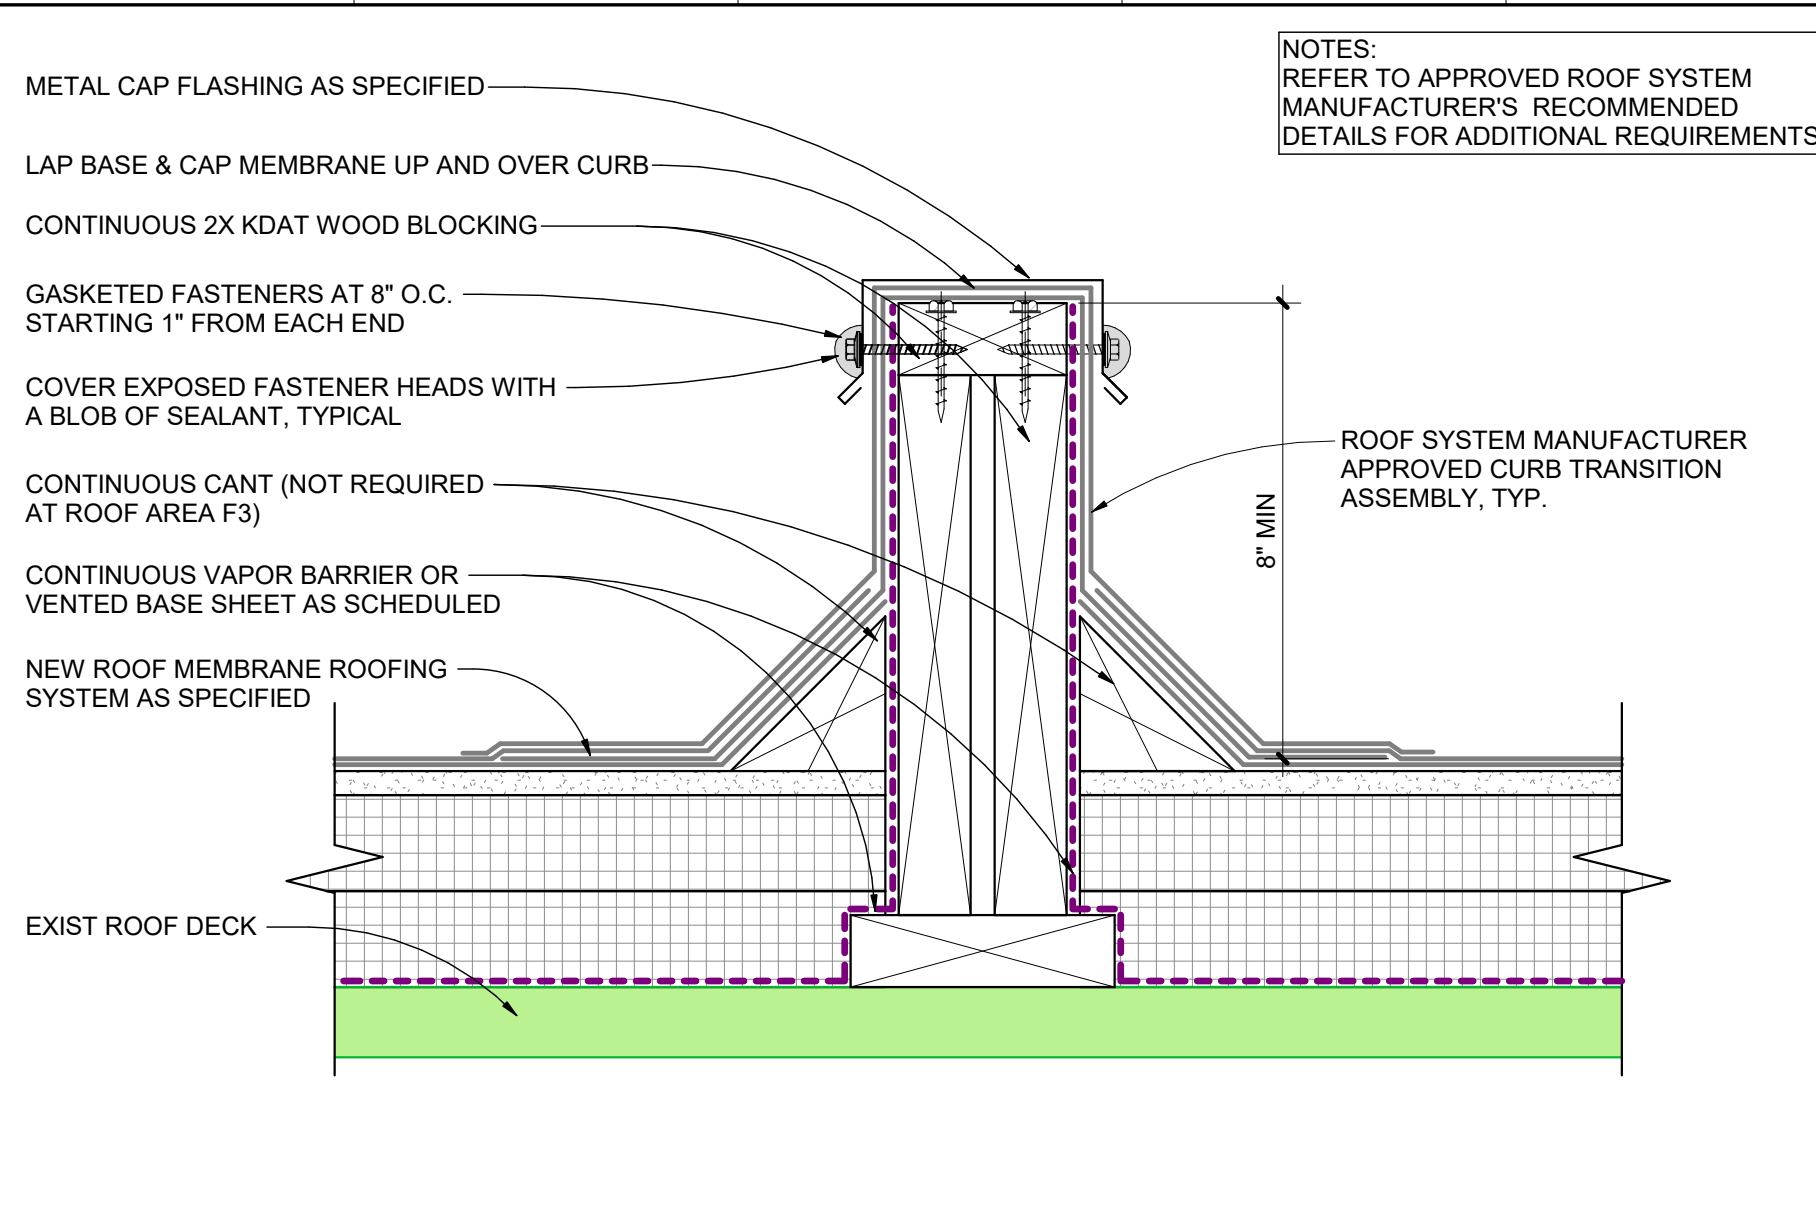 METAL CAP FLASHING AS SPECIFIED
LAP BASE & CAP MEMBRANE UP AND OVER CURB
CONTINUOUS 2X KDAT WOOD BLOCKING
GASKETED FASTENERS AT 8" O.C.
STARTING 1" FROM EACH END
COVER EXPOSED FASTENER HEADS WITH
A BLOB OF SEALANT, TYPICAL
CONTINUOUS CANT (NOT REQUIRED
AT ROOF AREA F3)
CONTINUOUS VAPOR BARRIER OR
VENTED BASE SHEET AS SCHEDULED
NEW ROOF MEMBRANE ROOFING
SYSTEM AS SPECIFIED
EXIST ROOF DECK
NOTES:
REFER TO APPROVED ROOF SYSTEM
MANUFACTURER'S RECOMMENDED
DETAILS FOR ADDITIONAL REQUIREMENTS
ROOF SYSTEM MANUFACTURER
APPROVED CURB TRANSITION
ASSEMBLY, TYP.
8" MIN